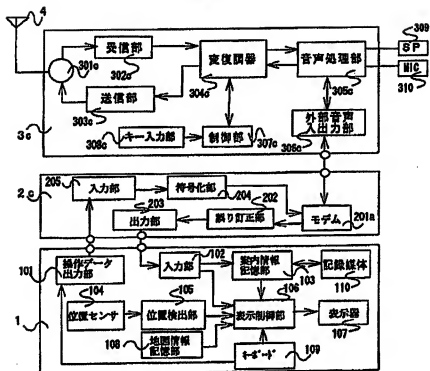 4
受信部
302c
301c
変復調器
304c
音声処理部
305c
SP
309
MIC
310
送信部
303c
外部音声
入出力部
306c
キー入力部
308c
制御部
307c
3c
205
入力部
符号化部
204
202
203
出力部
誤り訂正部
モデム
201a
2c
101
操作データ
出力部
102
入力部
案内情報
記憶部
103
記録媒体
110
104
位置センサ
105
位置検出部
106
表示制御部
表示器
107
108
地図情報
記憶部
キーボード
109
1